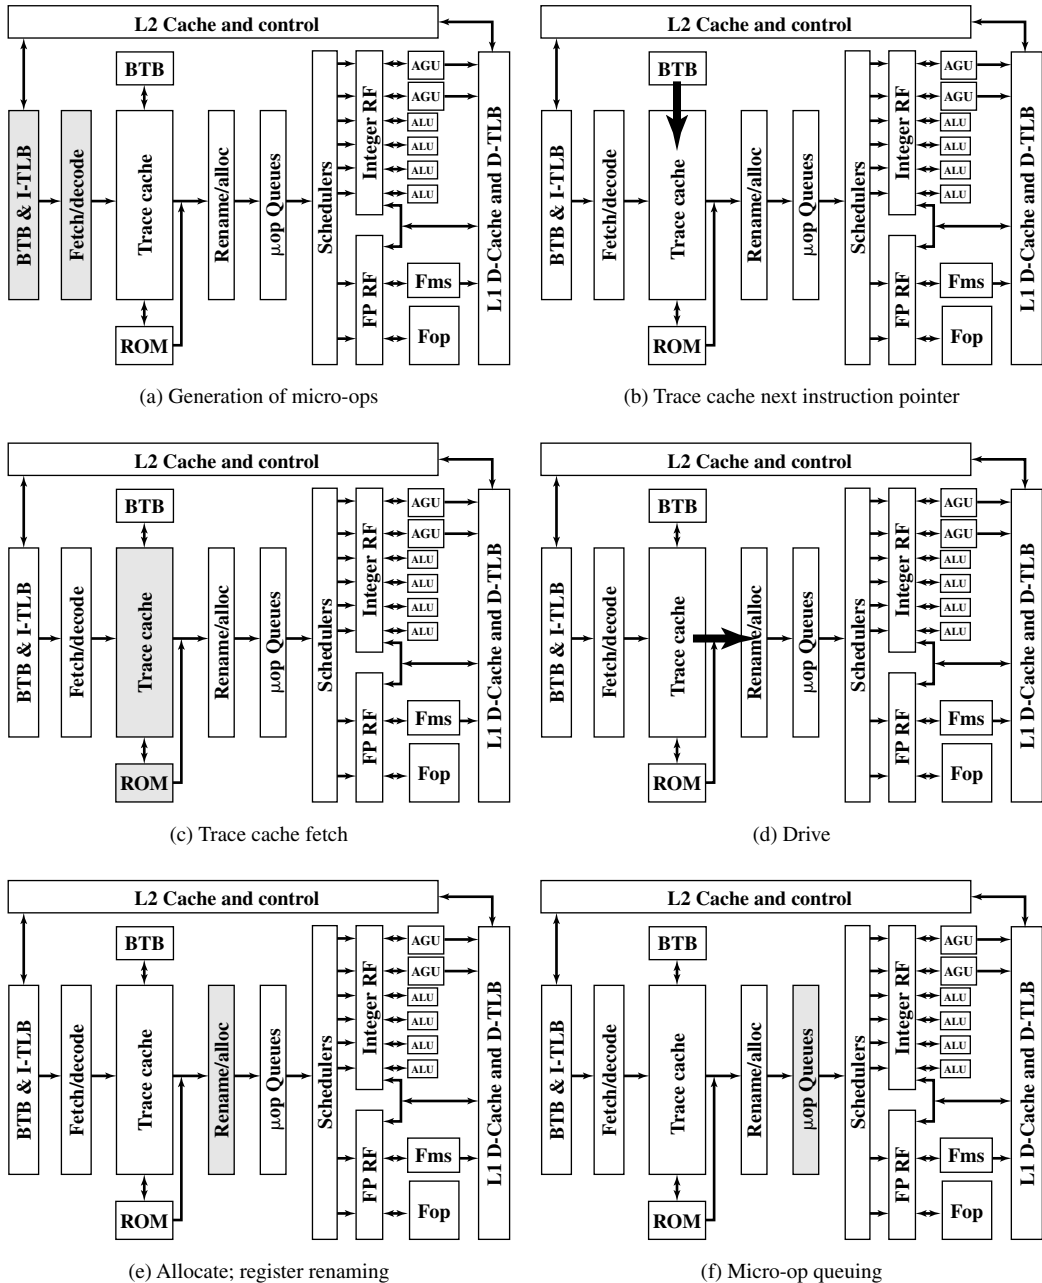 L2 Cache and control
BTB
BTB & I-TLB
Fetch/decode
Trace cache
ROM
Rename/alloc
µop Queues
Schedulers
Integer RF
FP RF
AGU
AGU
ALU
ALU
ALU
ALU
Fms
Fop
L1 D-Cache and D-TLB
(a) Generation of micro-ops
L2 Cache and control
BTB
BTB & I-TLB
Fetch/decode
Trace cache
ROM
Rename/alloc
µop Queues
Schedulers
Integer RF
FP RF
AGU
AGU
ALU
ALU
ALU
ALU
Fms
Fop
L1 D-Cache and D-TLB
(b) Trace cache next instruction pointer
L2 Cache and control
BTB
BTB & I-TLB
Fetch/decode
Trace cache
ROM
Rename/alloc
µop Queues
Schedulers
Integer RF
FP RF
AGU
AGU
ALU
ALU
ALU
ALU
Fms
Fop
L1 D-Cache and D-TLB
(c) Trace cache fetch
L2 Cache and control
BTB
BTB & I-TLB
Fetch/decode
Trace cache
ROM
Rename/alloc
µop Queues
Schedulers
Integer RF
FP RF
AGU
AGU
ALU
ALU
ALU
ALU
Fms
Fop
L1 D-Cache and D-TLB
(d) Drive
L2 Cache and control
BTB
BTB & I-TLB
Fetch/decode
Trace cache
ROM
Rename/alloc
µop Queues
Schedulers
Integer RF
FP RF
AGU
AGU
ALU
ALU
ALU
ALU
Fms
Fop
L1 D-Cache and D-TLB
(e) Allocate; register renaming
L2 Cache and control
BTB
BTB & I-TLB
Fetch/decode
Trace cache
ROM
Rename/alloc
µop Queues
Schedulers
Integer RF
FP RF
AGU
AGU
ALU
ALU
ALU
ALU
Fms
Fop
L1 D-Cache and D-TLB
(f) Micro-op queuing